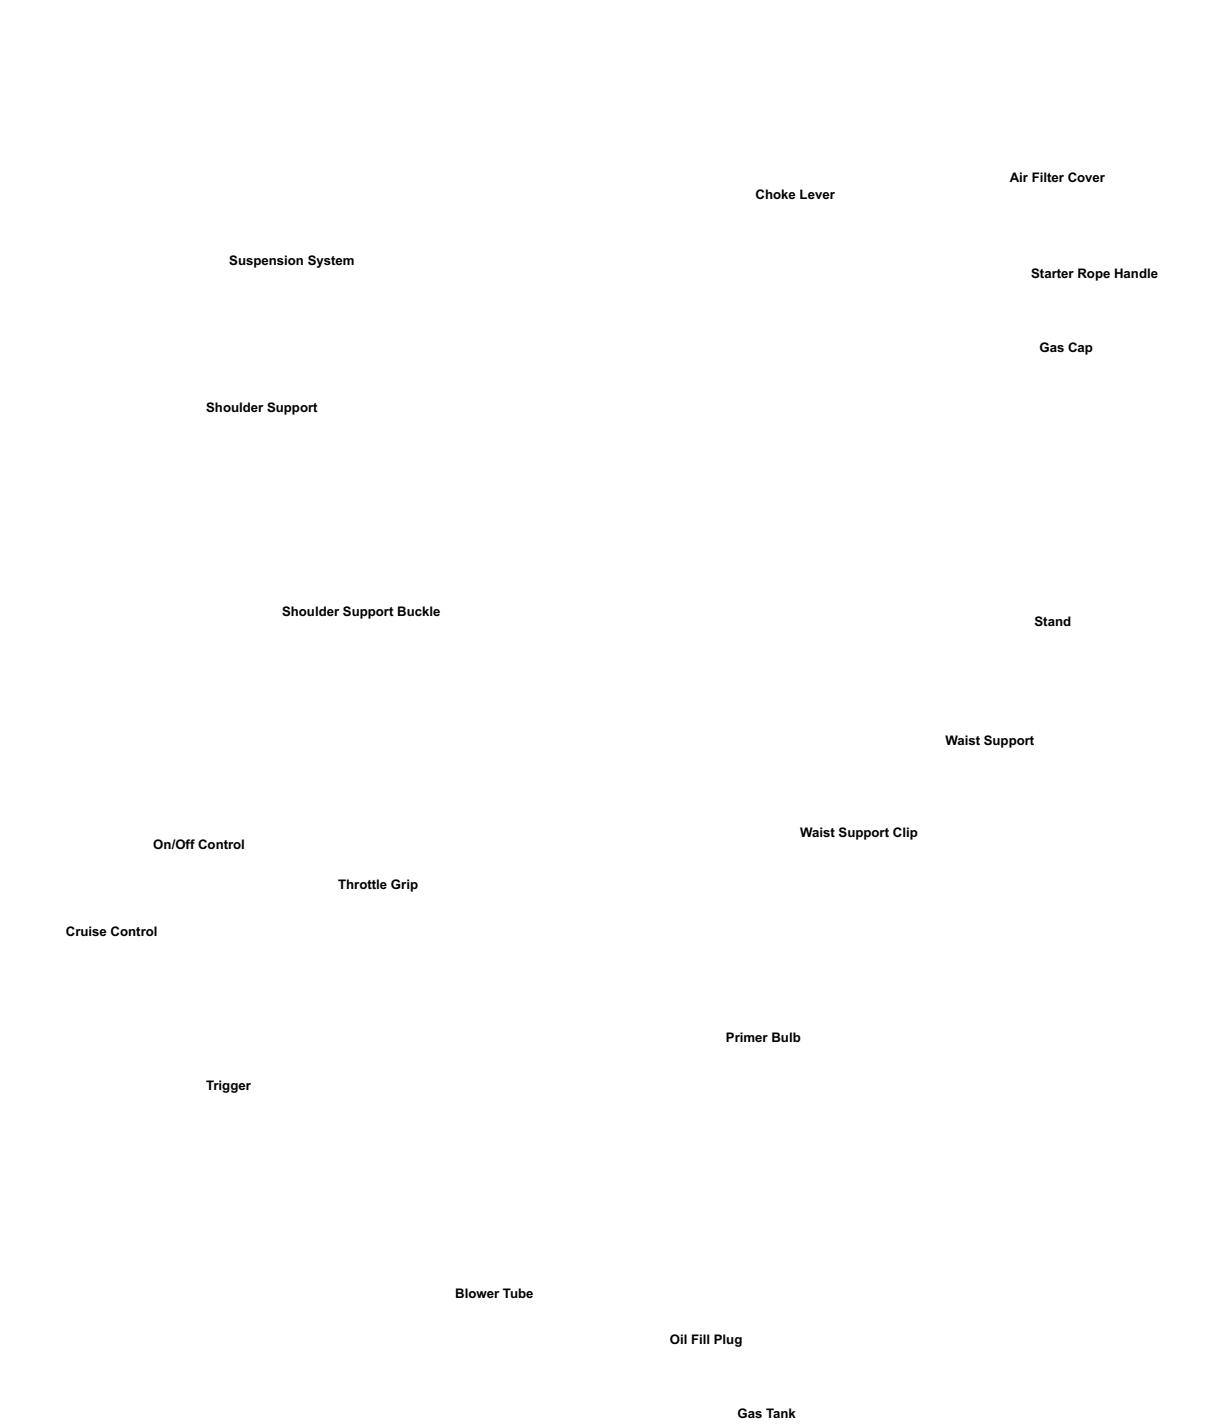 Air Filter Cover
Choke Lever
Suspension System
Starter Rope Handle
Gas Cap
Shoulder Support
Shoulder Support Buckle
Stand
Waist Support
Waist Support Clip
On/Off Control
Throttle Grip
Cruise Control
Primer Bulb
Trigger
Blower Tube
Oil Fill Plug
Gas Tank